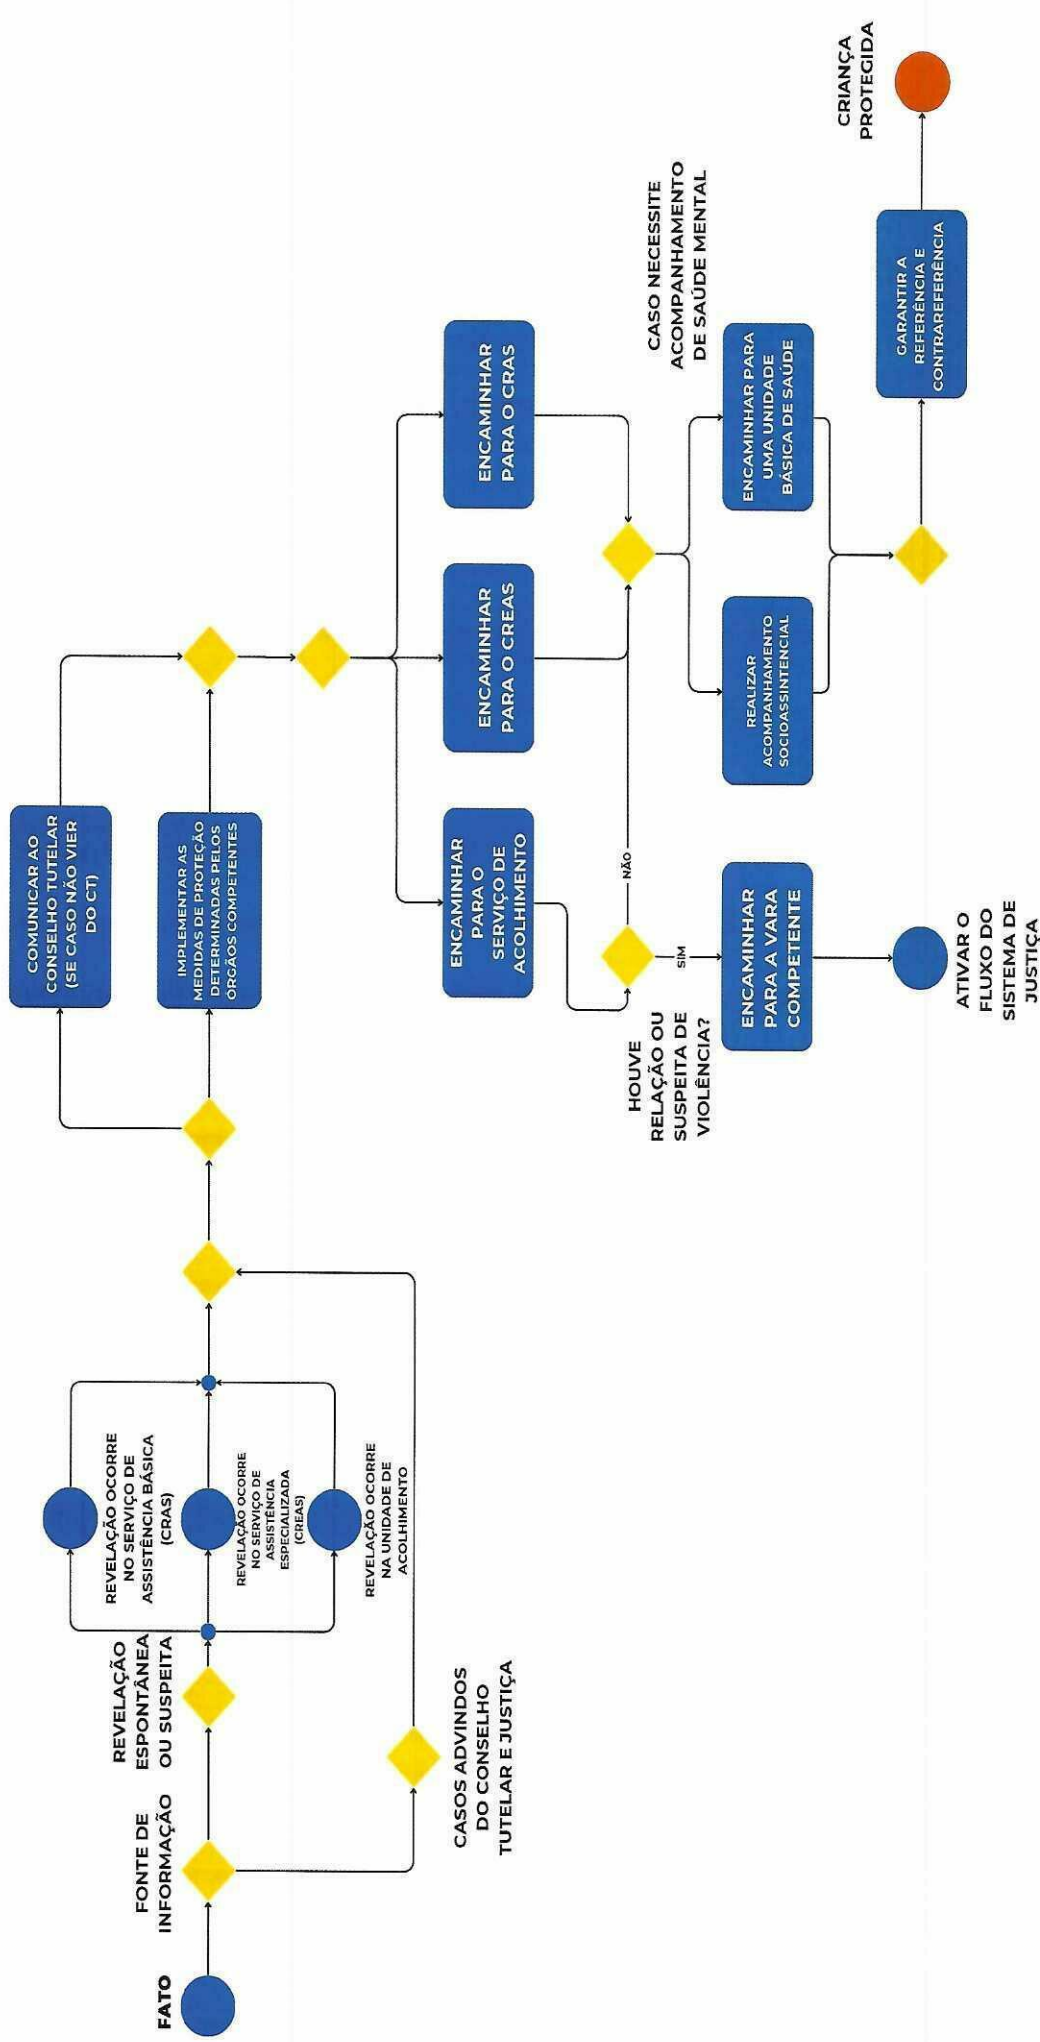 FATO
FONTE DE
INFORMAÇÃO
REVELAÇÃO
ESPONTÂNEA
OU SUSPEITA
CASOS ADVINDOS
DO CONSELHO
TUTELAR E JUSTIÇA
REVELAÇÃO OCORRE
NO SERVIÇO DE
ASSISTÊNCIA BÁSICA
(CRAS)
REVELAÇÃO OCORRE
NO SERVIÇO DE
ASSISTÊNCIA
ESPECIALIZADA
(CREAS)
REVELAÇÃO OCORRE
NA UNIDADE DE
ACOLHIMENTO
COMUNICAR AO
CONSELHO TUTELAR
(SE CASO NÃO VIER
DO CT)
IMPLEMENTAR AS
MEDIDAS DE PROTEÇÃO
DETERMINADAS PELOS
ÓRGÃOS COMPETENTES
ENCAMINHAR
PARA O
SERVIÇO DE
ACOLHIMENTO
ENCAMINHAR
PARA O CREAS
ENCAMINHAR
PARA O CRAS
HOUVE
RELAÇÃO OU
SUSPEITA DE
VIOLÊNCIA?
NÃO
SIM
ENCAMINHAR
PARA A VARA
COMPETENTE
ATIVAR O
FLUXO DO
SISTEMA DE
JUSTIÇA
REALIZAR
ACOMPANHAMENTO
SOCIOASSINTENCIAL
CASO NECESSITE
ACOMPANHAMENTO
DE SAÚDE MENTAL
ENCAMINHAR PARA
UMA UNIDADE
BÁSICA DE SAÚDE
GARANTIR A
REFERÊNCIA E
CONTRAREFERÊNCIA
CRIANÇA
PROTEGIDA